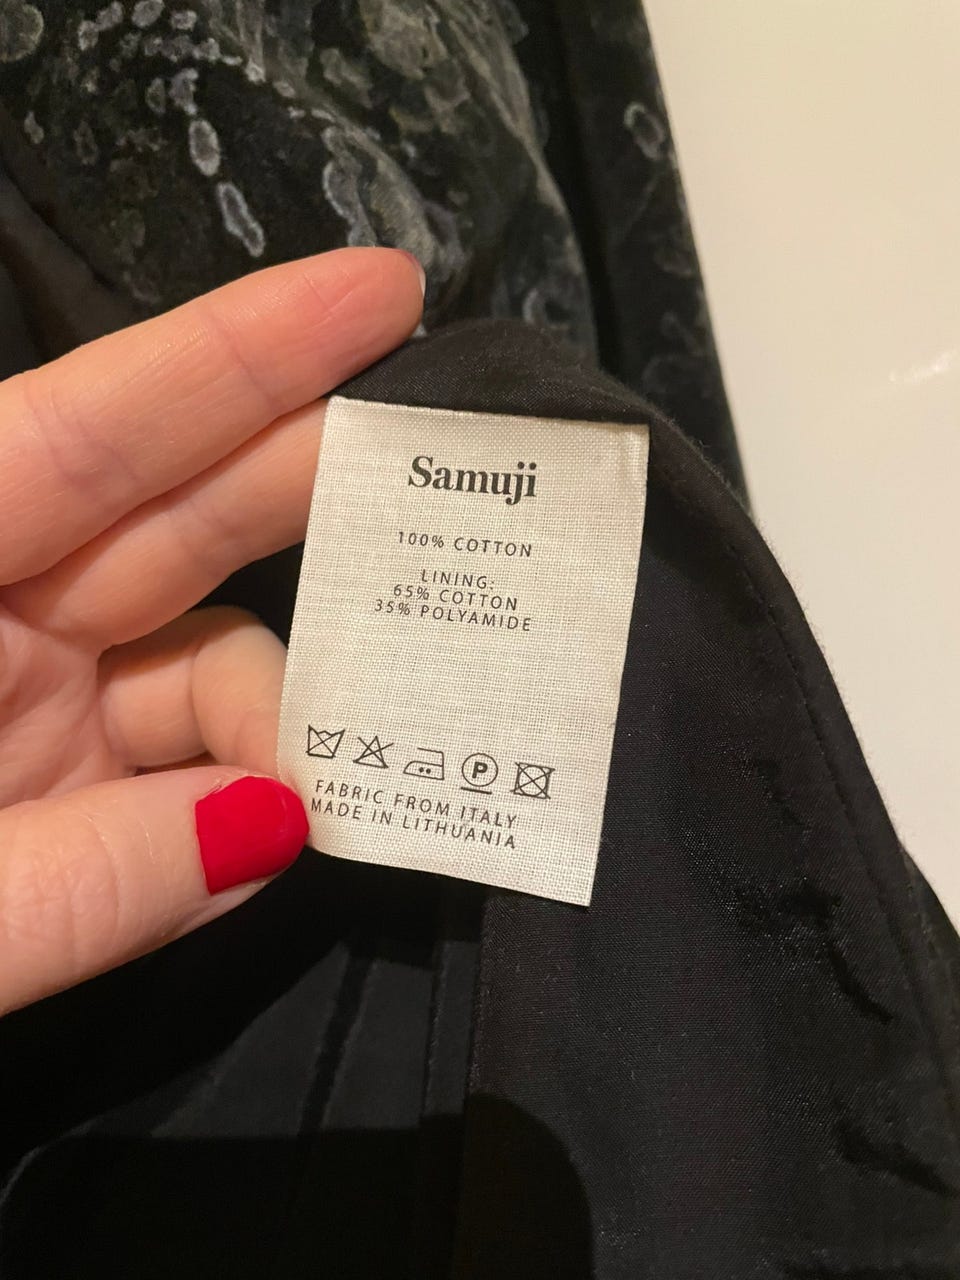 Samuji
100% COTTON
LINING:
65% COTTON
35% POLYAMIDE
P
FABRIC FROM ITALY
MADE IN LITHUANIA